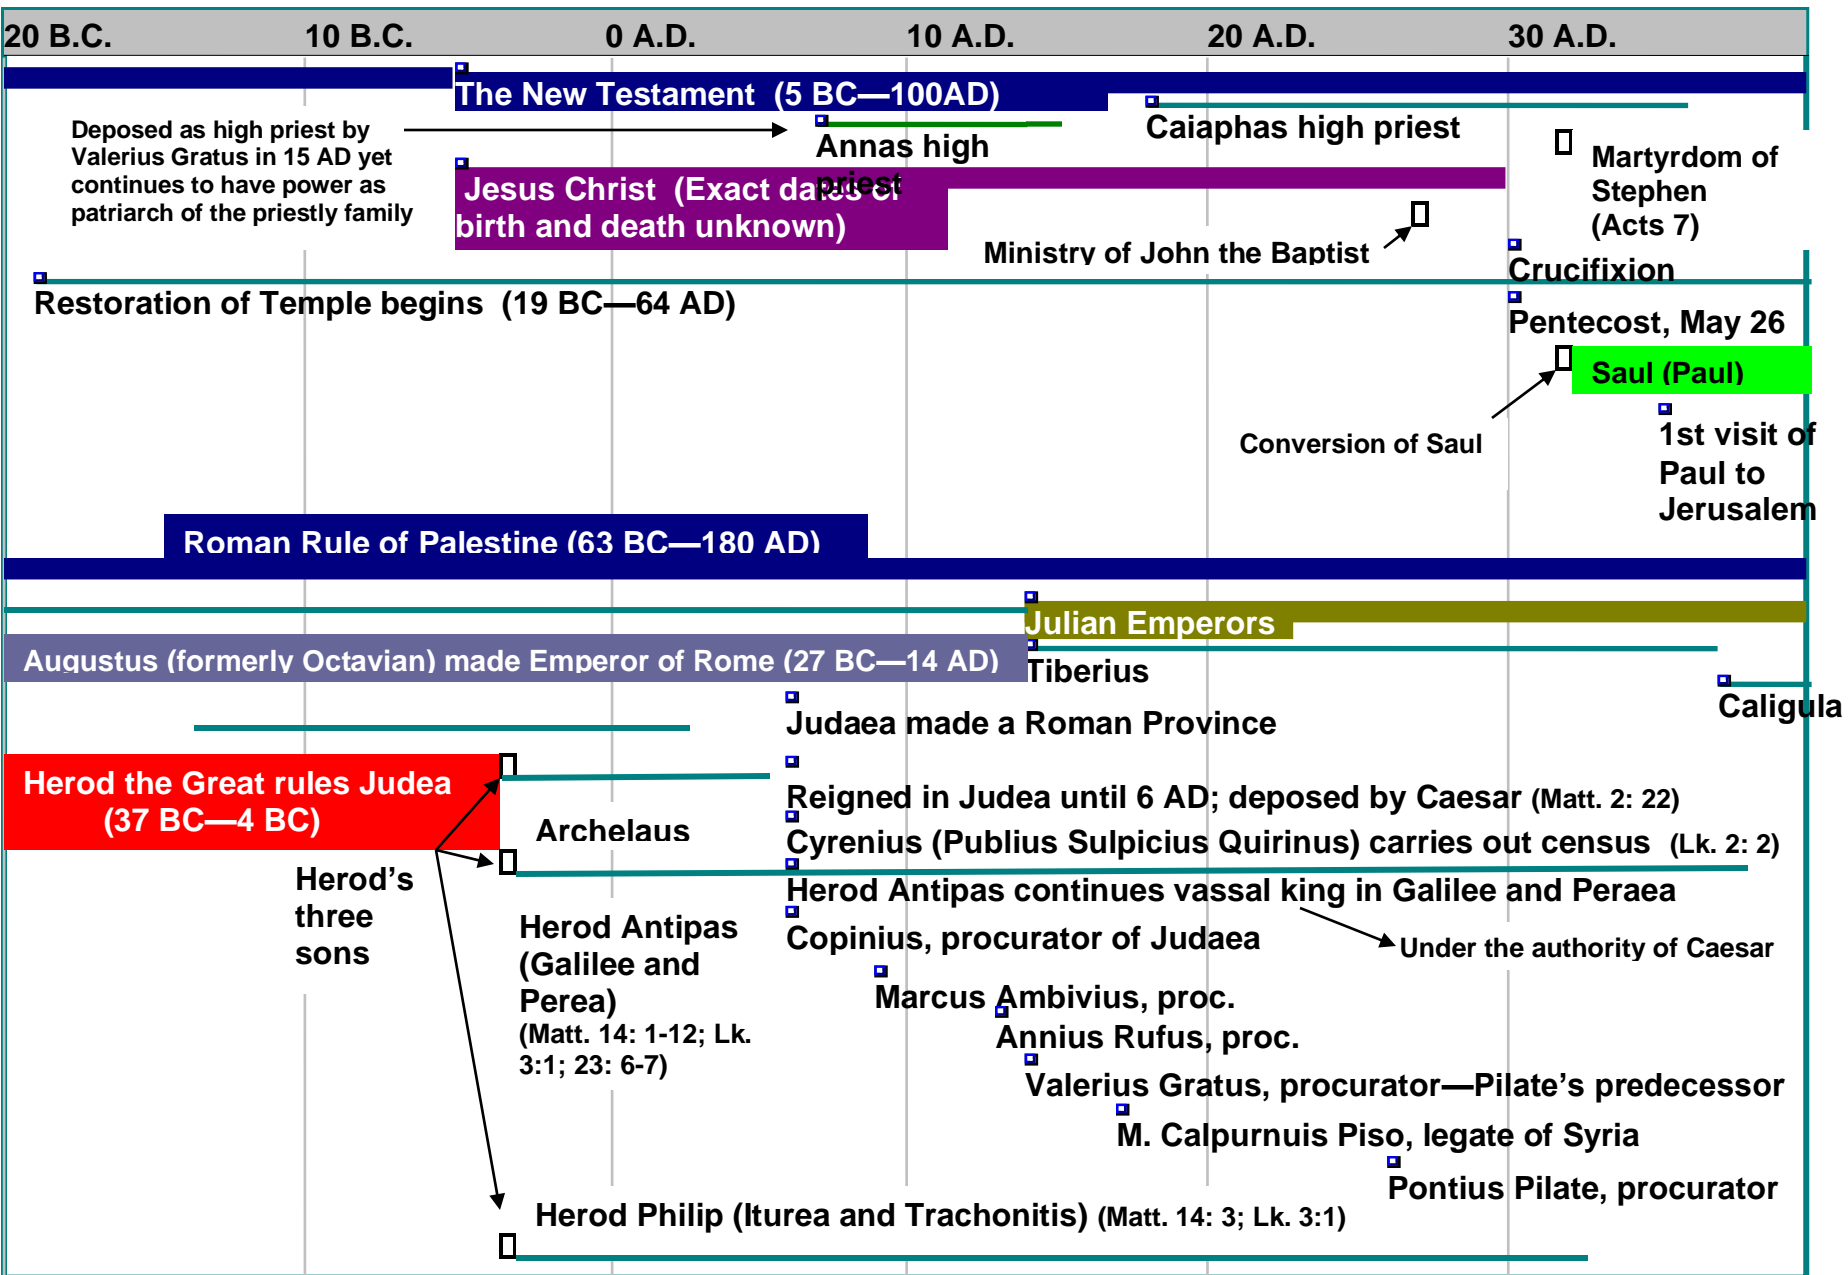 20 B.C. 10 B.C. 0 A.D. 10 A.D. 20 A.D. 30 A.D.
The New Testament (5 BC—100AD)
Deposed as high priest by
Valerius Gratus in 15 AD yet
continues to have power as
patriarch of the priestly family
Annas high
priest
Caiaphas high priest
Martyrdom of
Stephen
(Acts 7)
Jesus Christ (Exact dates of
birth and death unknown)
Ministry of John the Baptist
Crucifixion
Restoration of Temple begins (19 BC—64 AD)
Pentecost, May 26
Saul (Paul)
Conversion of Saul
1st visit of
Paul to
Jerusalem
Roman Rule of Palestine (63 BC—180 AD)
Julian Emperors
Augustus (formerly Octavian) made Emperor of Rome (27 BC—14 AD)
Tiberius
Caligula
Judaea made a Roman Province
Herod the Great rules Judea
(37 BC—4 BC)
Reigned in Judea until 6 AD; deposed by Caesar (Matt. 2: 22)
Archelaus
Cyrenius (Publius Sulpicius Quirinus) carries out census (Lk. 2: 2)
Herod's
three
sons
Herod Antipas continues vassal king in Galilee and Peraea
Herod Antipas
(Galilee and
Perea)
(Matt. 14: 1-12; Lk.
3:1; 23: 6-7)
Copinius, procurator of Judaea
Under the authority of Caesar
Marcus Ambivius, proc.
Annius Rufus, proc.
Valerius Gratus, procurator—Pilate's predecessor
M. Calpurnuis Piso, legate of Syria
Pontius Pilate, procurator
Herod Philip (Iturea and Trachonitis) (Matt. 14: 3; Lk. 3:1)